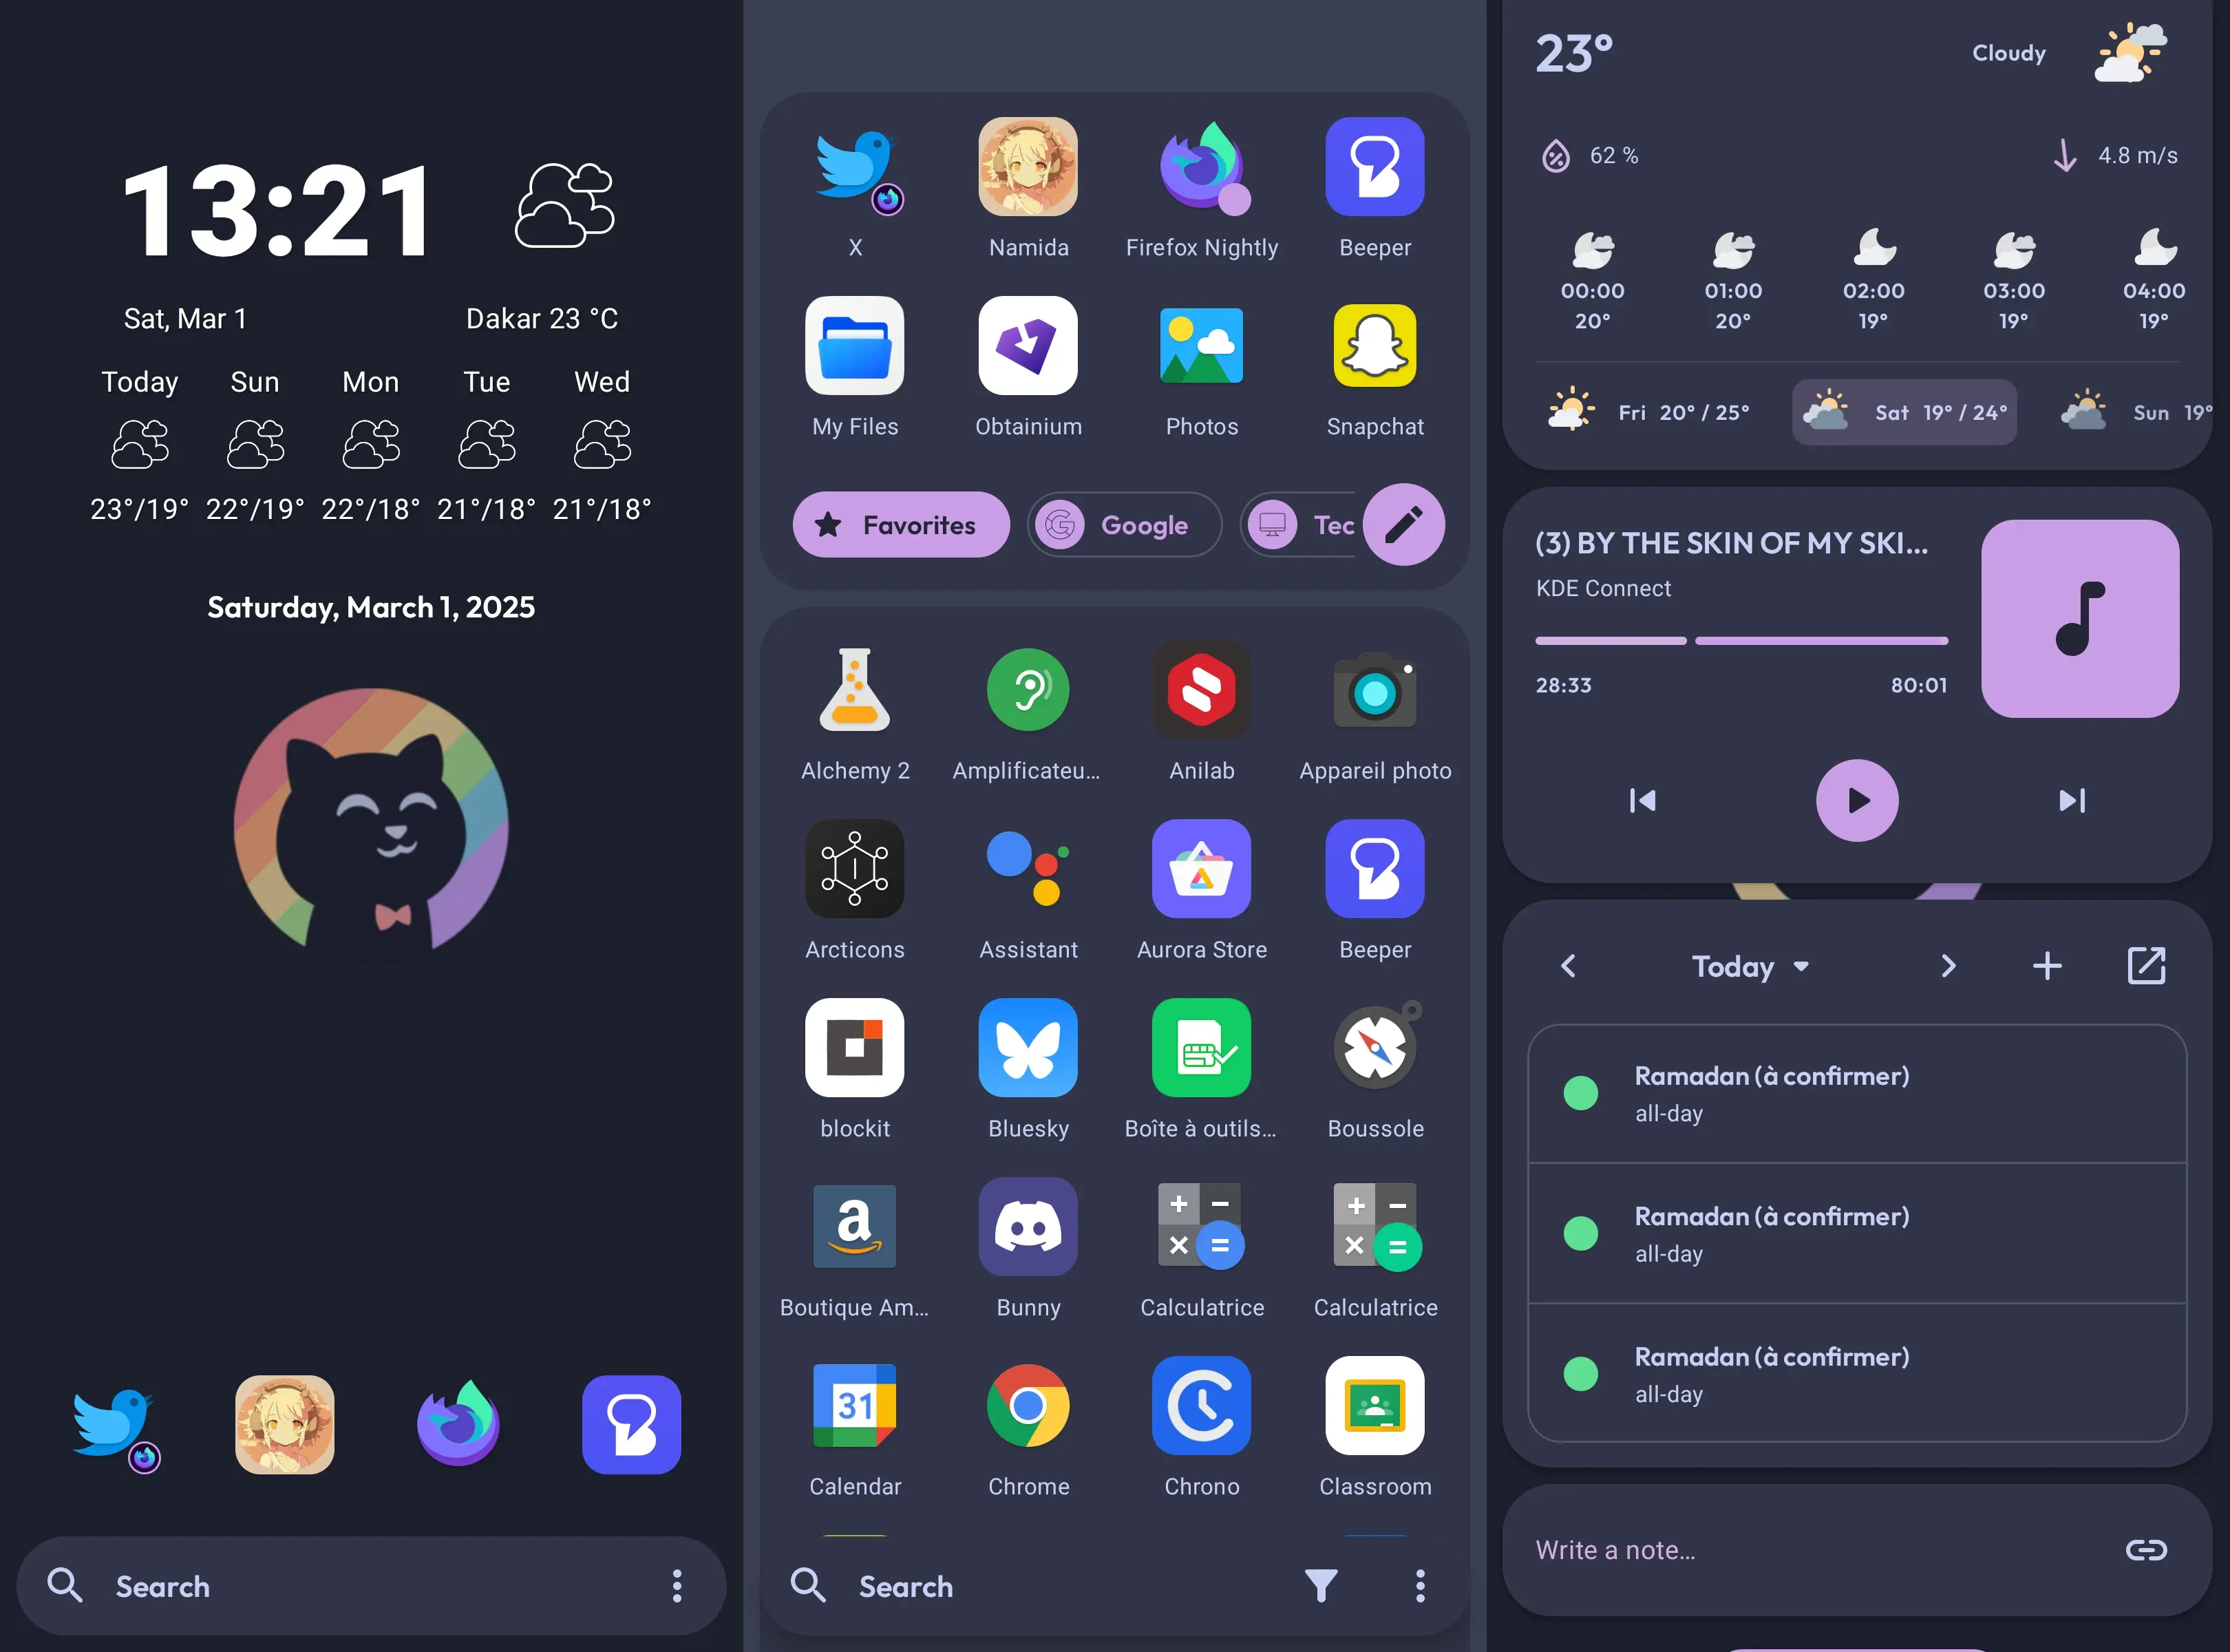 13:21
Sat, Mar 1
Dakar 23 °C
Today Sun Mon Tue Wed
23°/19° 22°/19° 22°/18° 21°/18° 21°/18°
Saturday, March 1, 2025
Search
X Namida Firefox Nightly Beeper
My Files Obtainium Photos Snapchat
Favorites Google Tec
Alchemy 2 Amplificateu... Anilab Appareil photo
Arcticons Assistant Aurora Store Beeper
blockit Bluesky Boîte à outils... Boussole
a
Boutique Am... Bunny Calculatrice Calculatrice
31
Calendar Chrome Chrono Classroom
Search
23°
Cloudy
62 %
4.8 m/s
00:00 01:00 02:00 03:00 04:00
20° 20° 19° 19° 19°
Fri 20° / 25° Sat 19° / 24° Sun 19°
(3) BY THE SKIN OF MY SKI...
KDE Connect
28:33 80:01
Today
Ramadan (à confirmer)
all-day
Ramadan (à confirmer)
all-day
Ramadan (à confirmer)
all-day
Write a note...